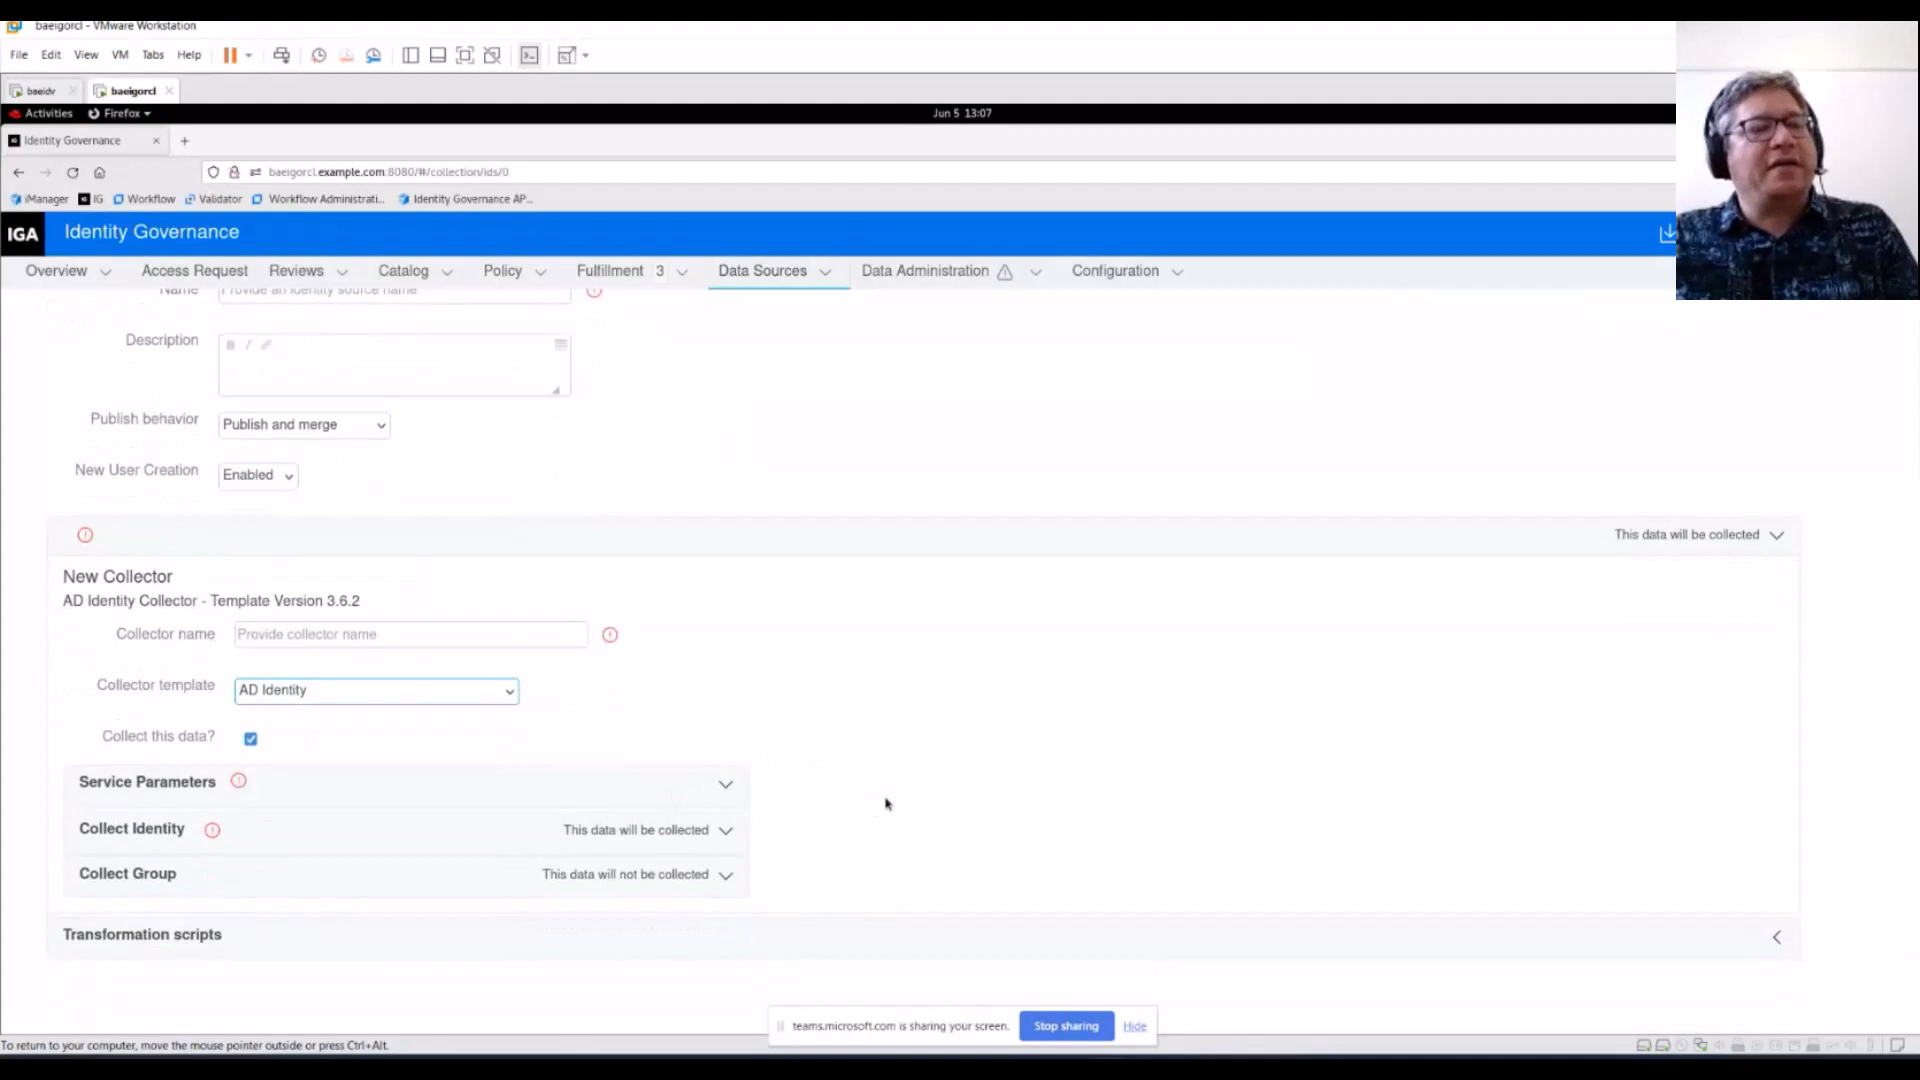 baeigorcl - VMware Workstation
File Edit View VM Tabs Help
baeidv baeigorcl
Activities Firefox Jun 5 13:07
Identity Governance
baeigorcl.example.com:8080/#/collection/ids/0
iManager IG Workflow Validator Workflow Administrati... Identity Governance AP...
IGA Identity Governance
Overview Access Request Reviews Catalog Policy Fulfillment 3 Data Sources Data Administration Configuration
Name Provide an identity source name
Description B I
Publish behavior Publish and merge
New User Creation Enabled
This data will be collected
New Collector
AD Identity Collector - Template Version 3.6.2
Collector name Provide collector name
Collector template AD Identity
Collect this data?
Service Parameters
Collect Identity This data will be collected
Collect Group This data will not be collected
Transformation scripts
teams.microsoft.com is sharing your screen. Stop sharing Hide
To return to your computer, move the mouse pointer outside or press Ctrl+Alt.